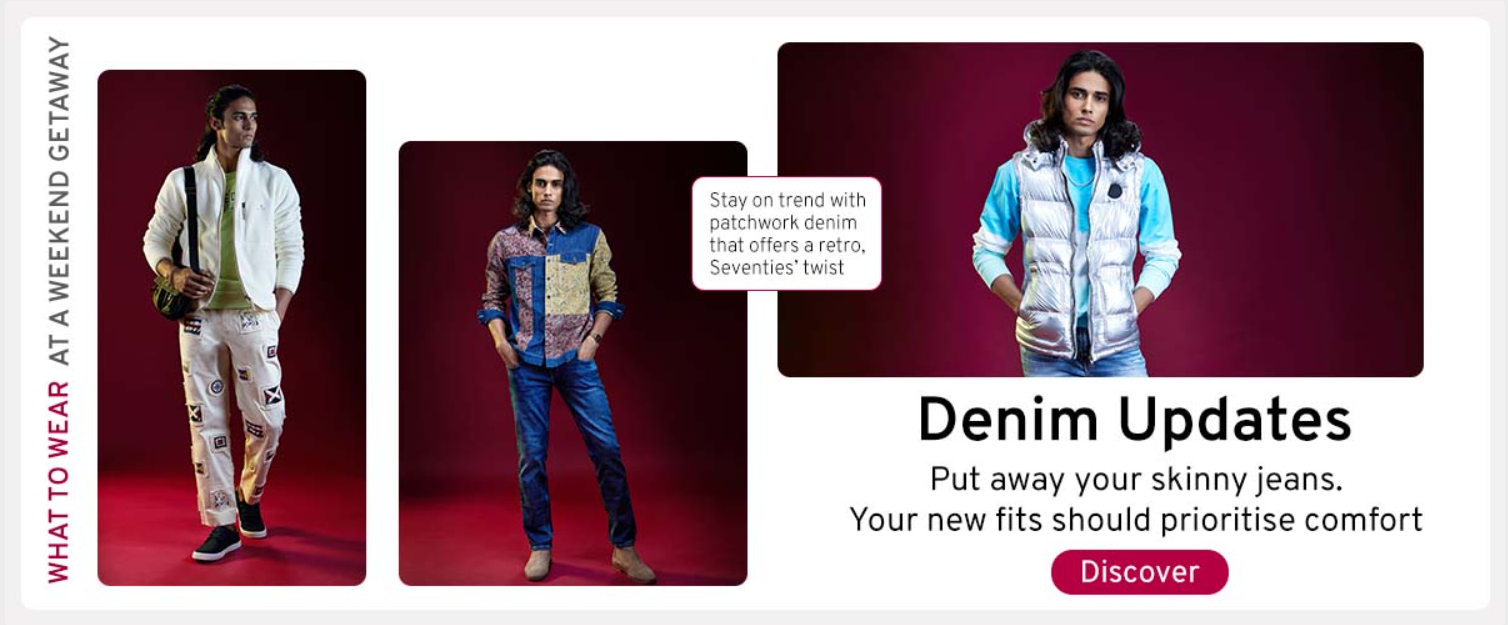 WHAT TO WEAR AT A WEEKEND GETAWAY
Stay on trend with
patchwork denim
that offers a retro,
Seventies’ twist
Denim Updates
Put away your skinny jeans.
Your new fits should prioritise comfort
Discover